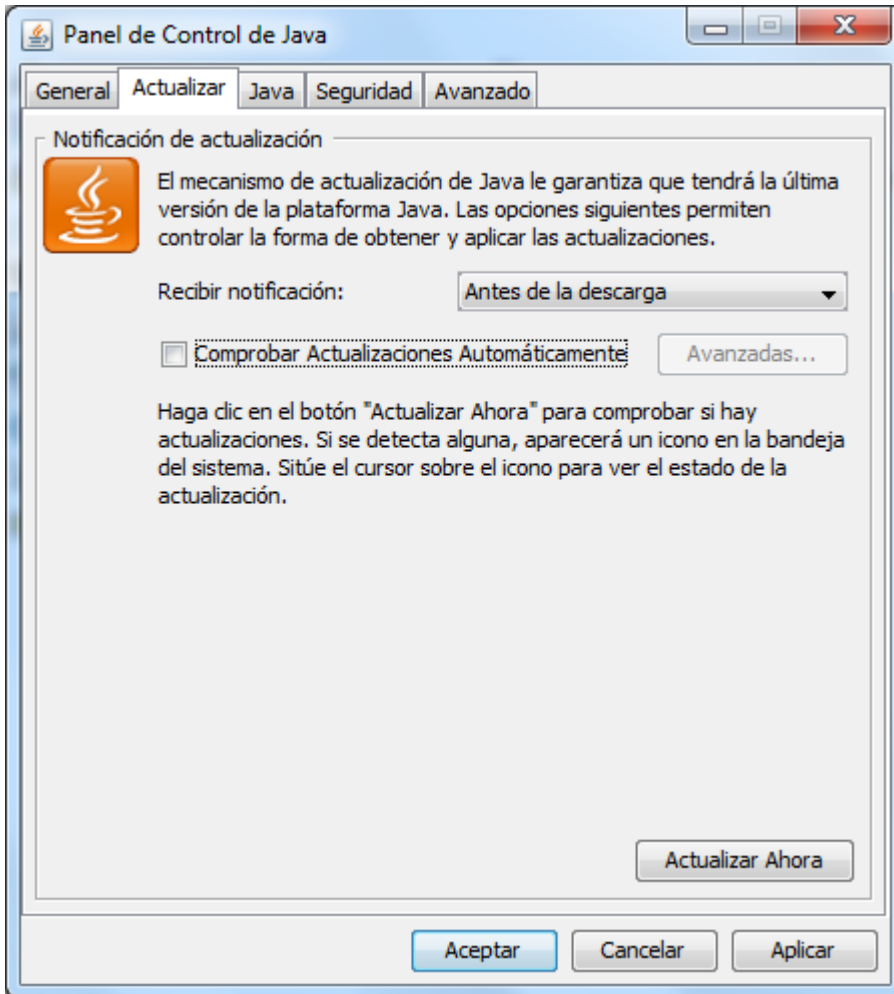 Panel de Control de Java
General Actualizar Java Seguridad Avanzado
Notificación de actualización
El mecanismo de actualización de Java le garantiza que tendrá la última
versión de la plataforma Java. Las opciones siguientes permiten
controlar la forma de obtener y aplicar las actualizaciones.
Recibir notificación: Antes de la descarga
Comprobar Actualizaciones Automáticamente Avanzadas...
Haga clic en el botón "Actualizar Ahora" para comprobar si hay
actualizaciones. Si se detecta alguna, aparecerá un icono en la bandeja
del sistema. Sitúe el cursor sobre el icono para ver el estado de la
actualización.
Actualizar Ahora
Aceptar Cancelar Aplicar